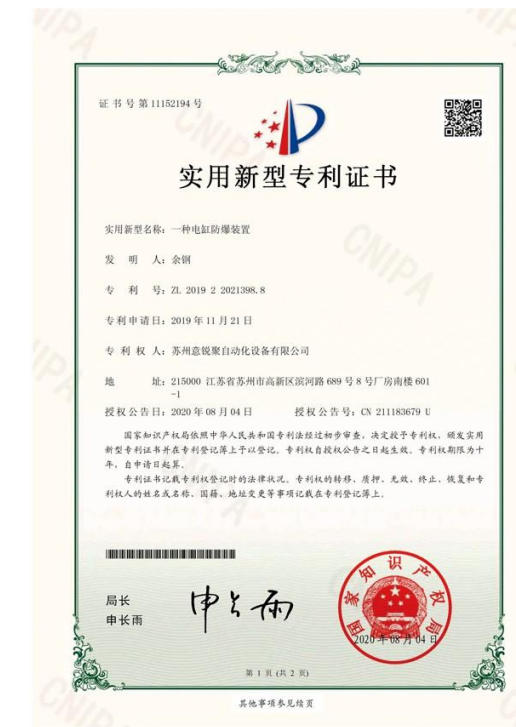 证书号第11152194号
实用新型专利证书
实用新型名称：一种电缸防爆装置
发 明 人：余钢
专 利 号：ZL 2019 2 2021398.8
专利申请日：2019年11月21日
专 利 权 人：苏州意锐聚自动化设备有限公司
地 址：215000 江苏省苏州市高新区滨河路689号8号厂房南楼601
-1
授权公告日：2020年08月04日 授权公告号：CN 211183679 U
国家知识产权局依照中华人民共和国专利法经过初步审查，决定授予专利权，颁发实用
新型专利证书并在专利登记簿上予以登记。专利权自授权公告之日起生效。专利权期限为十
年，自申请日起算。
专利证书记载专利权登记时的法律状况。专利权的转移、质押、无效、终止、恢复和专
利权人的姓名或名称、国籍、地址变更等事项记载在专利登记簿上。
局长
申长雨
申长雨
国家知识产权局
2020年08月04日
第 1 页 (共 2 页)
其他事项参见续页
CNIPA
CNIPA
CNIPA
CNIPA